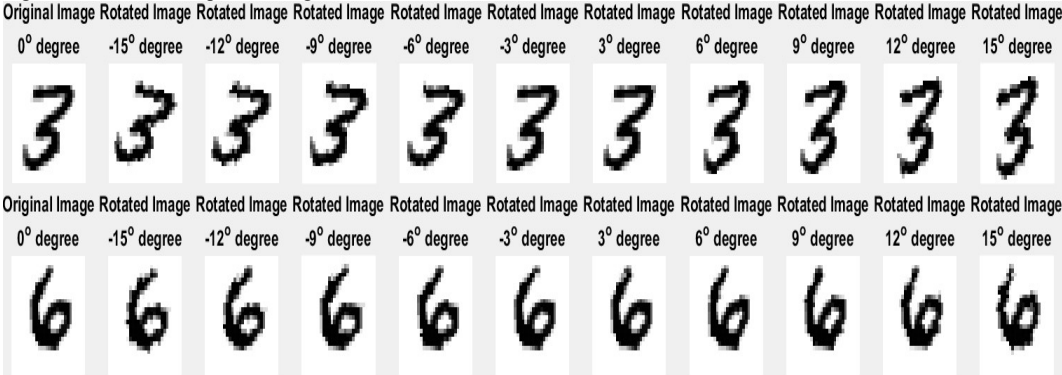 Original Image Rotated Image Rotated Image Rotated Image Rotated Image Rotated Image Rotated Image Rotated Image Rotated Image Rotated Image Rotated Image
0° degree -15° degree -12° degree -9° degree -6° degree -3° degree 3° degree 6° degree 9° degree 12° degree 15° degree
3 3 3 3 3 3 3 3 3 3 3
Original Image Rotated Image Rotated Image Rotated Image Rotated Image Rotated Image Rotated Image Rotated Image Rotated Image Rotated Image Rotated Image
0° degree -15° degree -12° degree -9° degree -6° degree -3° degree 3° degree 6° degree 9° degree 12° degree 15° degree
6 6 6 6 6 6 6 6 6 6 6